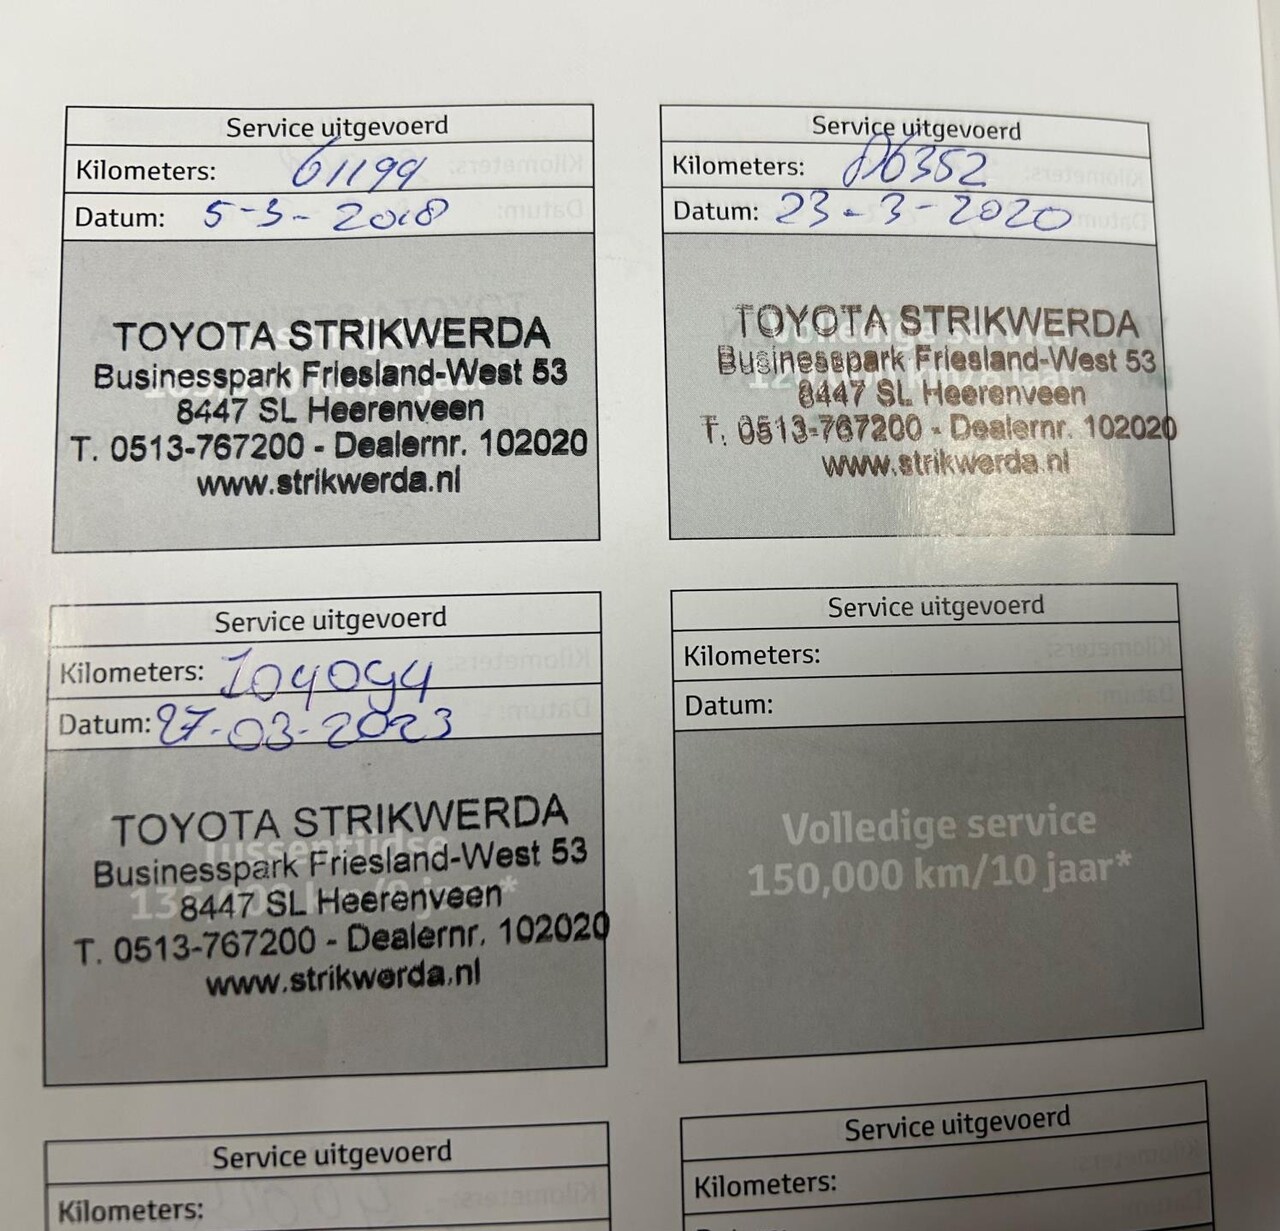 Service uitgevoerd
Kilometers: 61199
Datum: 5-3-2018
TOYOTA STRIKWERDA
Businesspark Friesland-West 53
8447 SL Heerenveen
T. 0513-767200 - Dealernr. 102020
www.strikwerda.nl
Service uitgevoerd
Kilometers: 86352
Datum: 23-3-2020
TOYOTA STRIKWERDA
Businesspark Friesland-West 53
8447 SL Heerenveen
T. 0513-767200 - Dealernr. 102020
www.strikwerda.nl
Service uitgevoerd
Kilometers:
Datum: 27-03-2023
TOYOTA STRIKWERDA
Businesspark Friesland-West 53
8447 SL Heerenveen
T. 0513-767200 - Dealernr. 102020
www.strikwerda.nl
Service uitgevoerd
Kilometers:
Datum:
Volledige service
150,000 km/10 jaar*
Service uitgevoerd
Kilometers:
Service uitgevoerd
Kilometers: